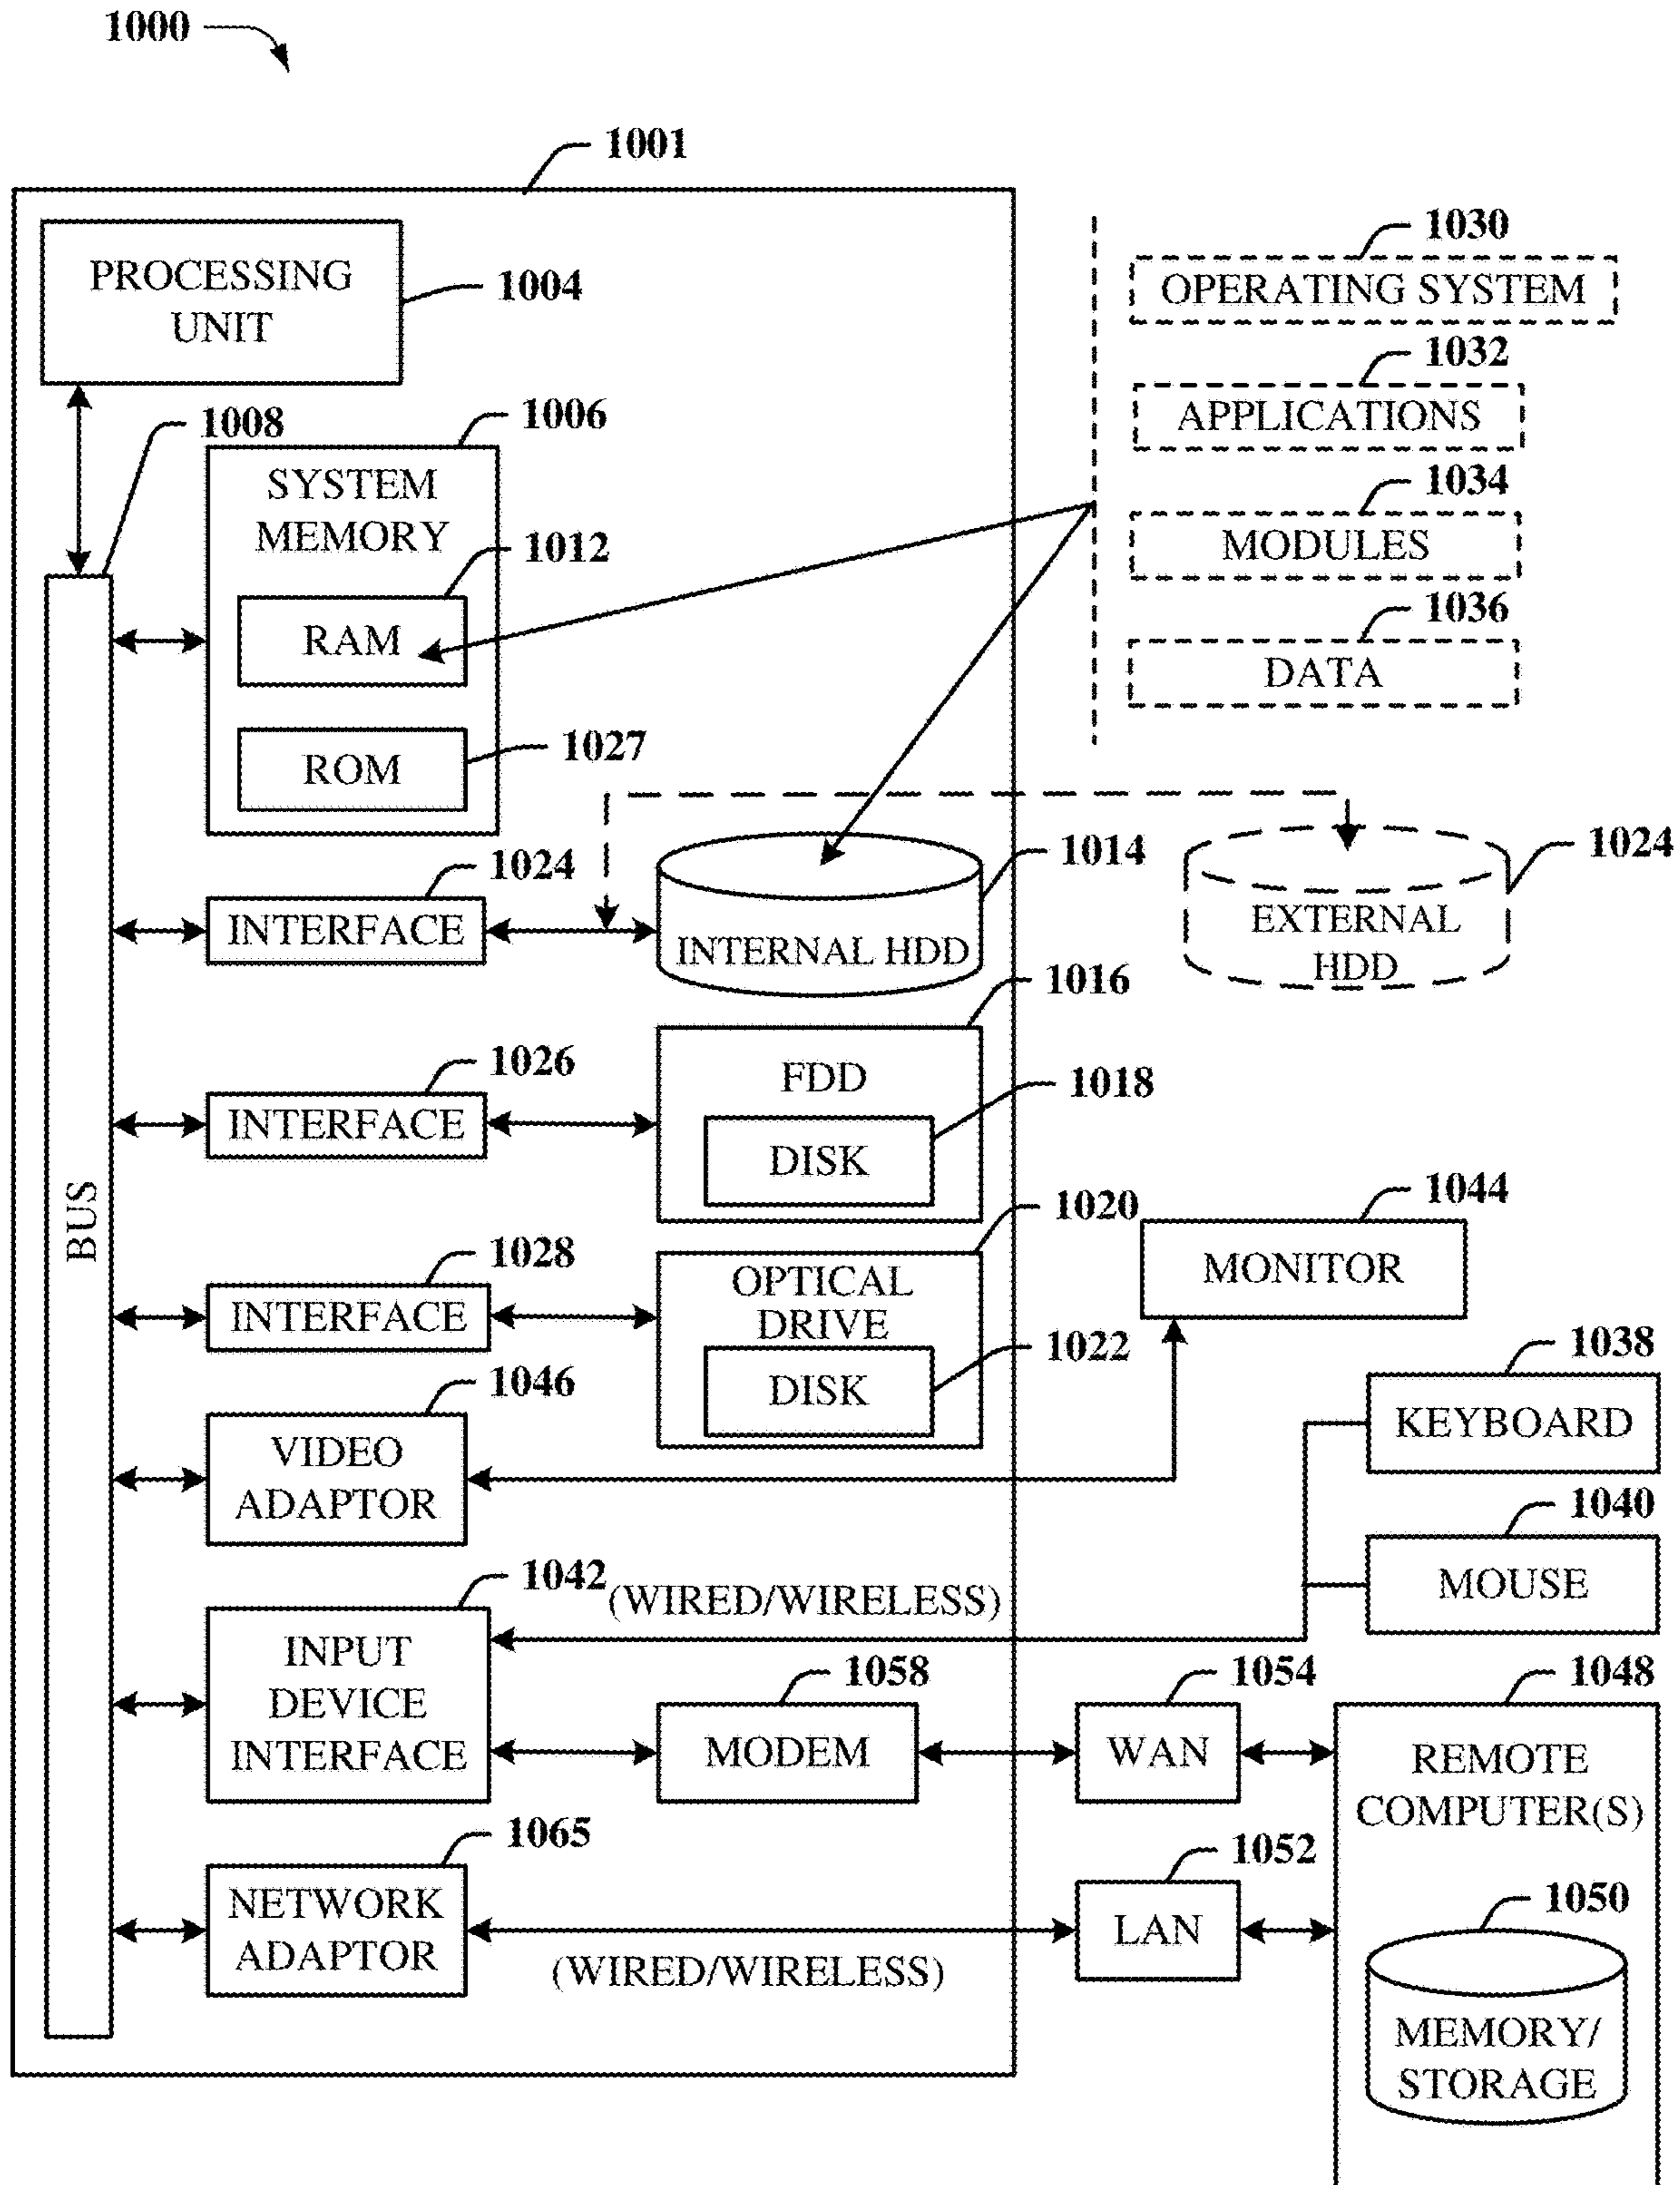 1000
1001
PROCESSING
UNIT
1004
1030
OPERATING SYSTEM
1032
APPLICATIONS
1034
MODULES
1036
DATA
1008
1006
SYSTEM
MEMORY
1012
RAM
1027
ROM
1024
INTERFACE
1014
INTERNAL HDD
1024
EXTERNAL
HDD
1016
1026
INTERFACE
FDD
1018
DISK
BUS
1020
1028
INTERFACE
OPTICAL
DRIVE
1022
DISK
1044
MONITOR
1038
KEYBOARD
1046
VIDEO
ADAPTOR
1040
MOUSE
1042
(WIRED/WIRELESS)
INPUT
DEVICE
INTERFACE
1058
MODEM
1054
WAN
1048
REMOTE
COMPUTER(S)
1065
NETWORK
ADAPTOR
(WIRED/WIRELESS)
1052
LAN
1050
MEMORY/
STORAGE